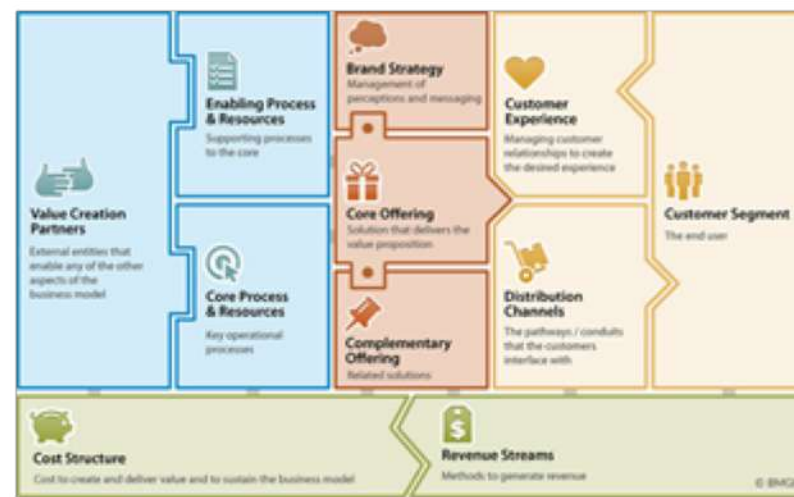 Value Creation
Partners
External entities that
enable any of the other
aspects of the
business model
Enabling Process
& Resources
Supporting processes
to the core
Core Process
& Resources
Key operational
processes
Brand Strategy
Management of
perceptions and messaging
Core Offering
Solution that delivers the
value proposition
Complementary
Offering
Related solutions
Customer
Experience
Managing customer
relationships to create
the desired experience
Distribution
Channels
The pathways / conduits
that the customers
interface with
Customer Segment
The end user
Cost Structure
Cost to create and deliver value and to sustain the business model
Revenue Streams
Methods to generate revenue